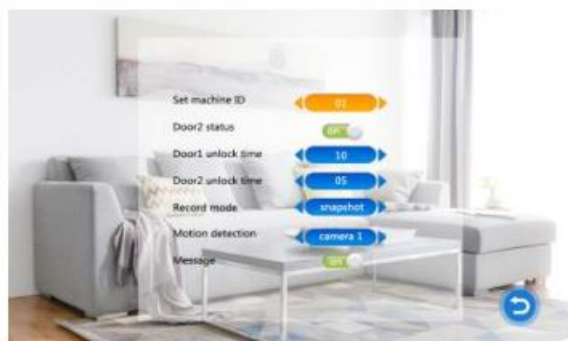 Set machine ID 01
Door2 status ON
Door1 unlock time 10
Door2 unlock time 05
Record mode snapshot
Motion detection camera 1
Message ON